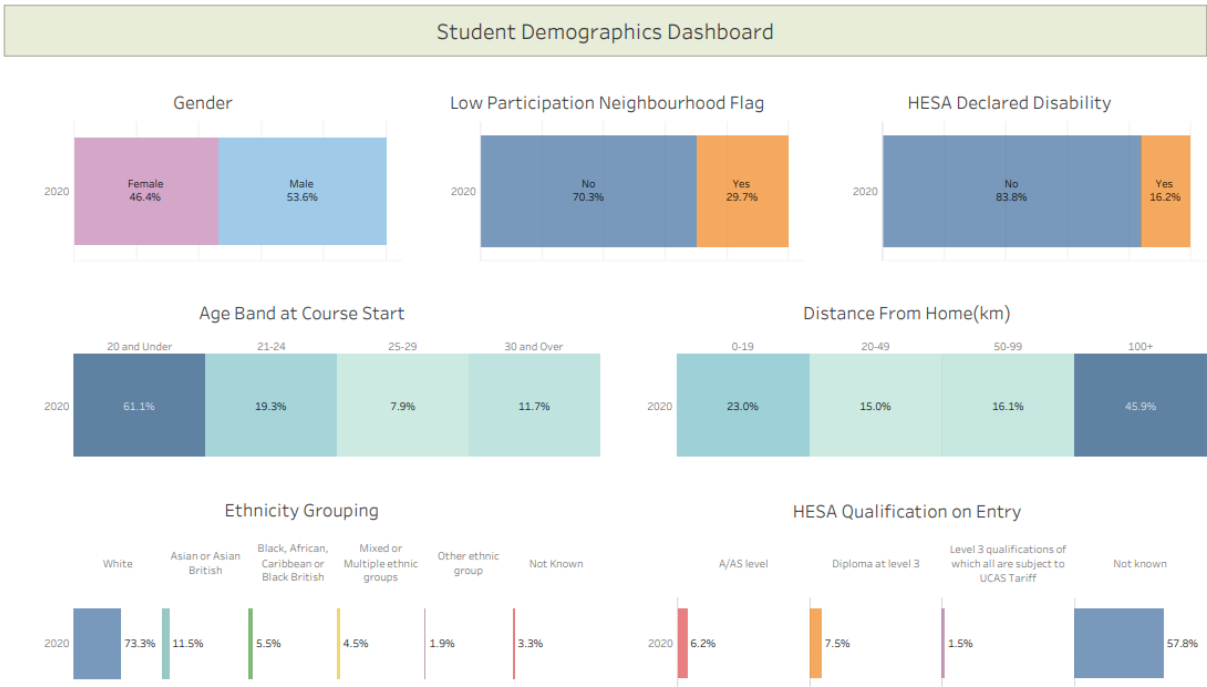 Student Demographics Dashboard
Gender
Low Participation Neighbourhood Flag
HESA Declared Disability
2020
Female
46.4%
Male
53.6%
2020
No
70.3%
Yes
29.7%
2020
No
83.8%
Yes
16.2%
Age Band at Course Start
Distance From Home(km)
20 and Under
21-24
25-29
30 and Over
2020
61.1%
19.3%
7.9%
11.7%
0-19
20-49
50-99
100+
2020
23.0%
15.0%
16.1%
45.9%
Ethnicity Grouping
HESA Qualification on Entry
White
Asian or Asian
British
Black, African,
Caribbean or
Black British
Mixed or
Multiple ethnic
groups
Other ethnic
group
Not Known
2020
73.3%
11.5%
5.5%
4.5%
1.9%
3.3%
A/AS level
Diploma at level 3
Level 3 qualifications of
which all are subject to
UCAS Tariff
Not known
2020
6.2%
7.5%
1.5%
57.8%